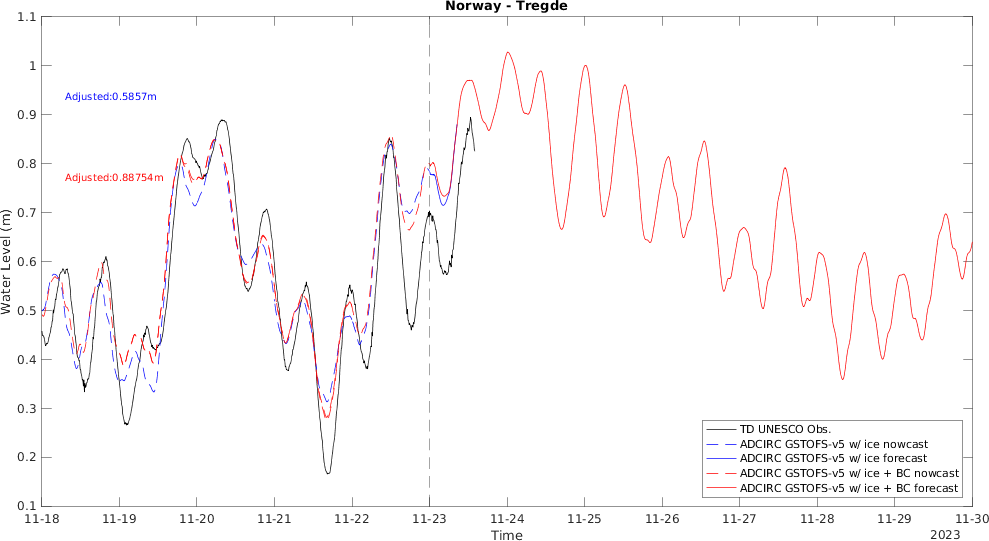 Norway - Tregde
1.1
1
0.9
0.8
0.7
0.6
0.5
0.4
0.3
0.2
0.1
Water Level (m)
Adjusted:0.5857m
Adjusted:0.88754m
TD UNESCO Obs.
ADCIRC GSTOFS-v5 w/ ice nowcast
ADCIRC GSTOFS-v5 w/ ice forecast
ADCIRC GSTOFS-v5 w/ ice + BC nowcast
ADCIRC GSTOFS-v5 w/ ice + BC forecast
11-18 11-19 11-20 11-21 11-22 11-23 11-24 11-25 11-26 11-27 11-28 11-29 11-30
Time
2023